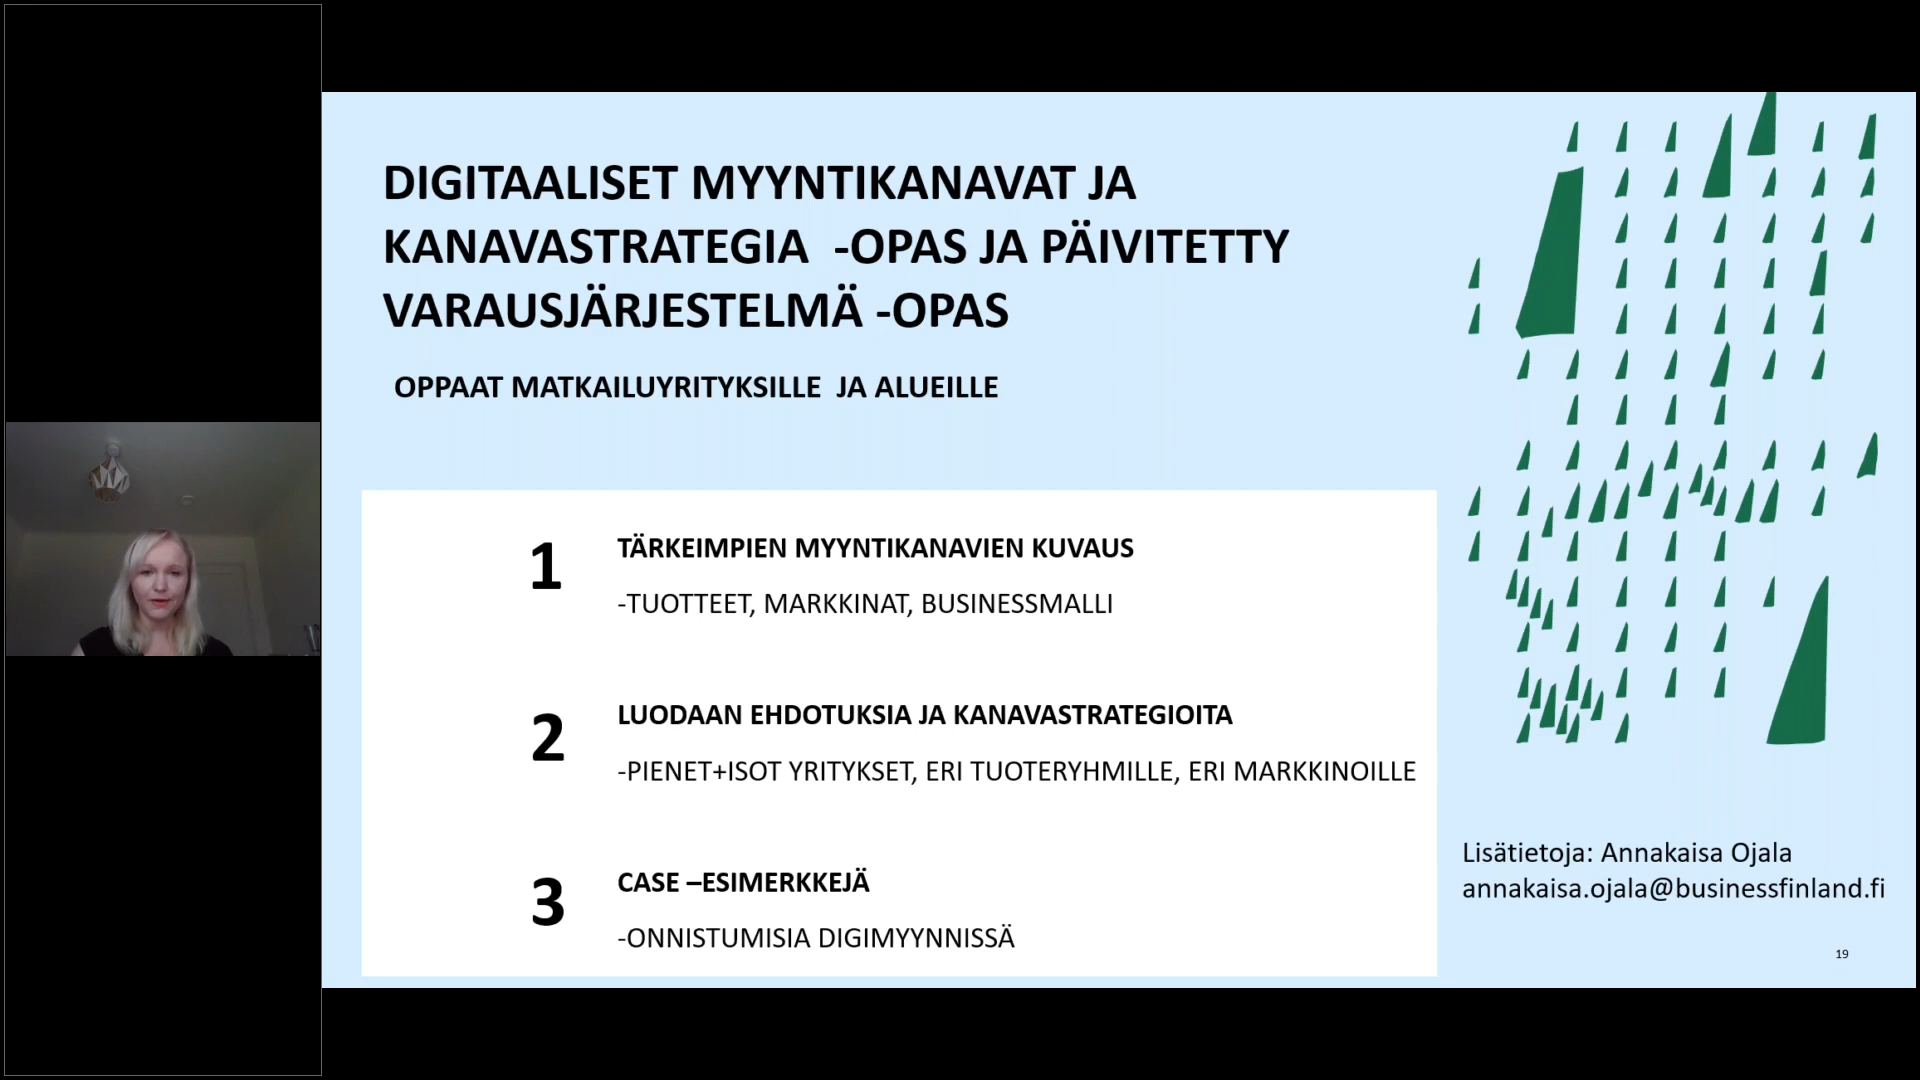 DIGITAALISET MYYNTIKANAVAT JA
KANAVASTRATEGIA -OPAS JA PÄIVITETTY
VARAUSJÄRJESTELMÄ -OPAS
OPPAAT MATKAILUYRITYKSILLE JA ALUEILLE
1
TÄRKEIMPIEN MYYNTIKANAVIEN KUVAUS
-TUOTTEET, MARKKINAT, BUSINESSMALLI
2
LUODAAN EHDOTUKSIA JA KANAVASTRATEGIOITA
-PIENET+ISOT YRITYKSET, ERI TUOTERYHMILLE, ERI MARKKINOILLE
3
CASE –ESIMERKKEJÄ
-ONNISTUMISIA DIGIMYYNNISSÄ
Lisätietoja: Annakaisa Ojala
annakaisa.ojala@businessfinland.fi
19